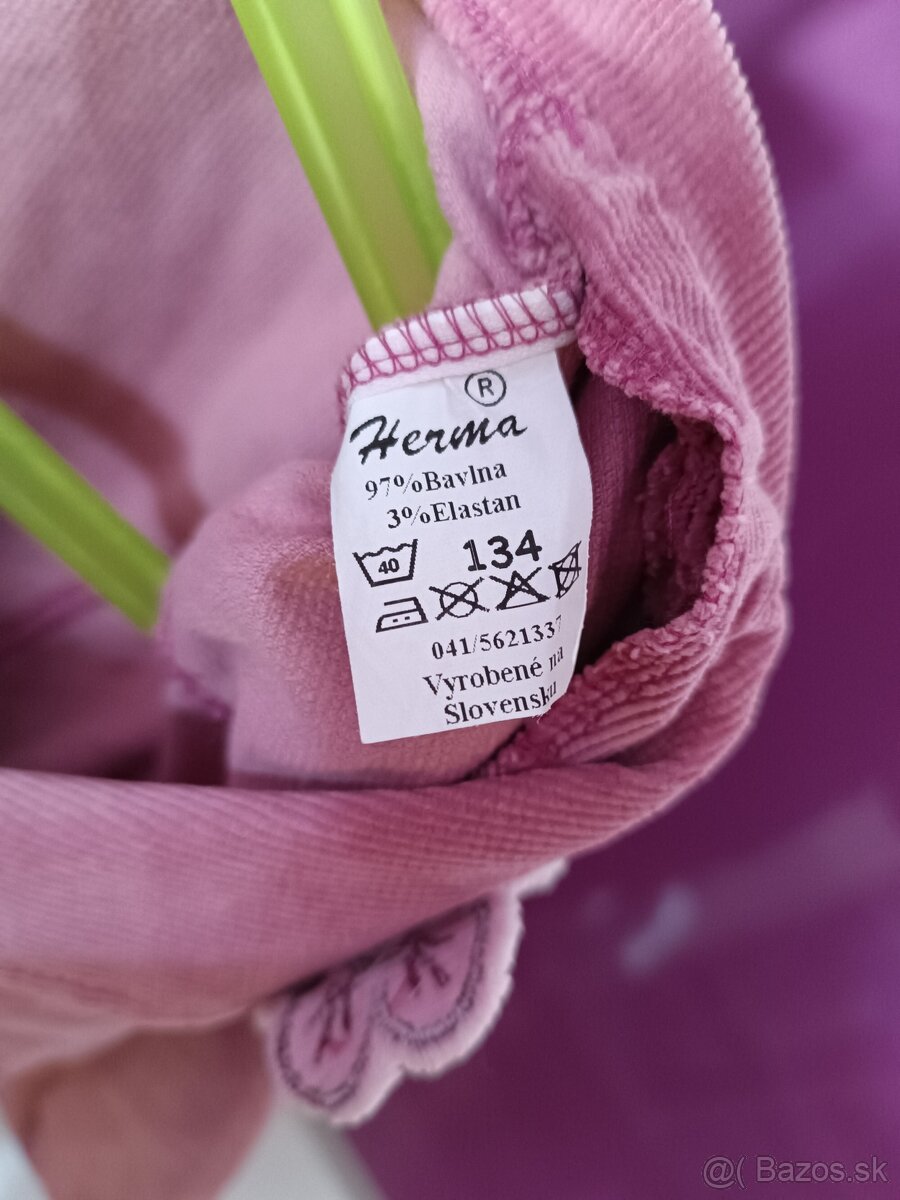 ®
Herma
97%Bavlna
3%Elastan
40 134
041/5621337
Vyrobené na
Slovensku
@( Bazos.sk